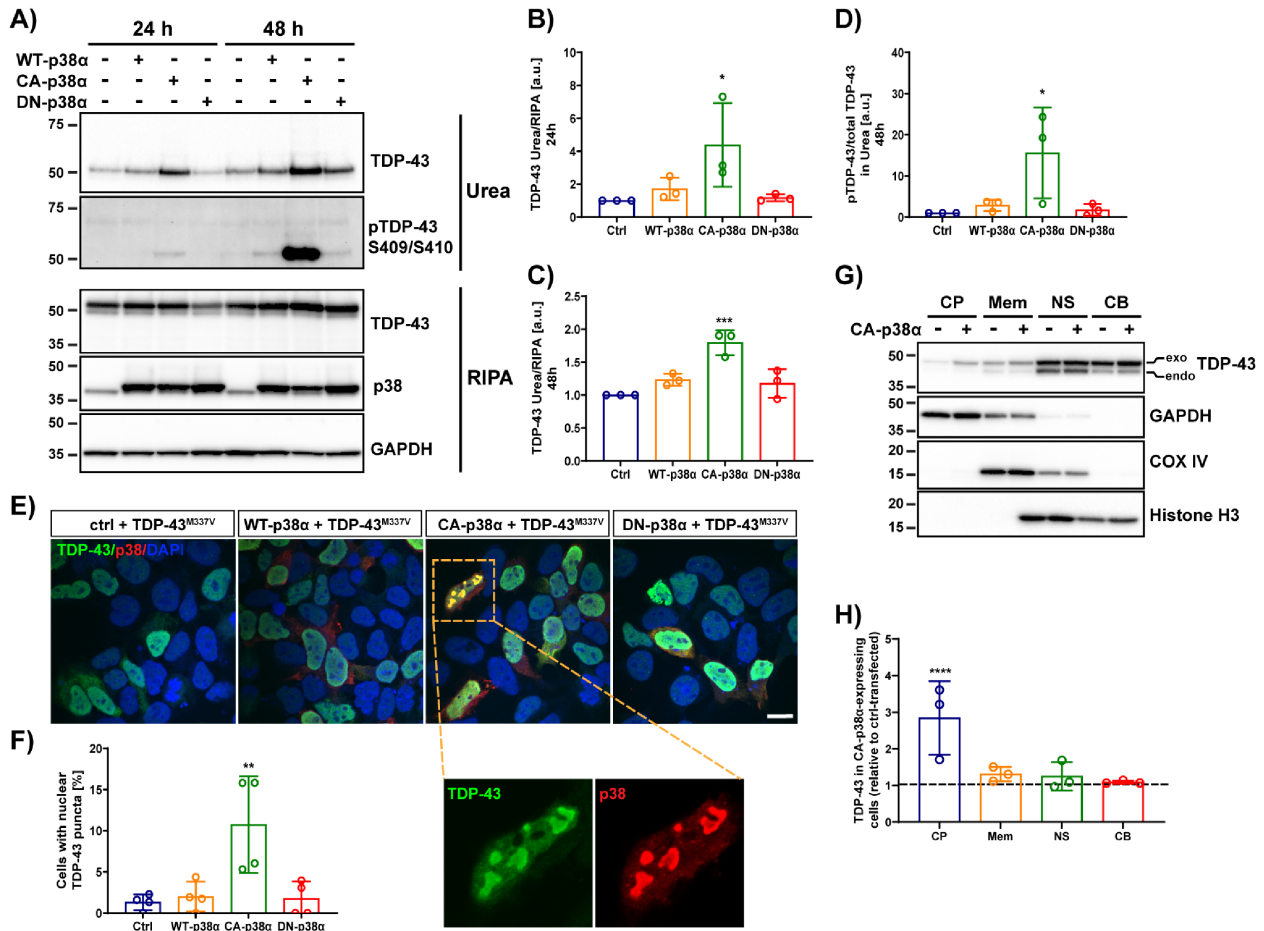 A)
24 h 48 h
WT-p38α - + - - - + - -
CA-p38α - - + - - - + -
DN-p38α - - - + - - - +
75
50
TDP-43
75
50
pTDP-43
S409/S410
Urea
50
35
TDP-43
50
35
p38
50
35
GAPDH
RIPA
B)
TDP-43 Urea/RIPA [a.u.]
24h
10
8
6
4
2
0
*
Ctrl WT-p38α CA-p38α DN-p38α
C)
TDP-43 Urea/RIPA [a.u.]
48h
2.5
2.0
1.5
1.0
0.5
0.0
***
Ctrl WT-p38α CA-p38α DN-p38α
D)
pTDP-43/total TDP-43
in Urea [a.u.]
48h
40
30
20
10
0
*
Ctrl WT-p38α CA-p38α DN-p38α
E)
ctrl + TDP-43M337V WT-p38α + TDP-43M337V CA-p38α + TDP-43M337V DN-p38α + TDP-43M337V
TDP-43/p38/DAPI
TDP-43 p38
F)
Cells with nuclear
TDP-43 puncta [%]
20
15
10
5
0
**
Ctrl WT-p38α CA-p38α DN-p38α
G)
CP Mem NS CB
CA-p38α - + - + - + - +
50
35
exo
endo
TDP-43
50
35
GAPDH
20
15
COX IV
20
15
Histone H3
H)
TDP-43 in CA-p38α-expressing
cells (relative to ctrl-transfected)
5
4
3
2
1
0
****
CP Mem NS CB